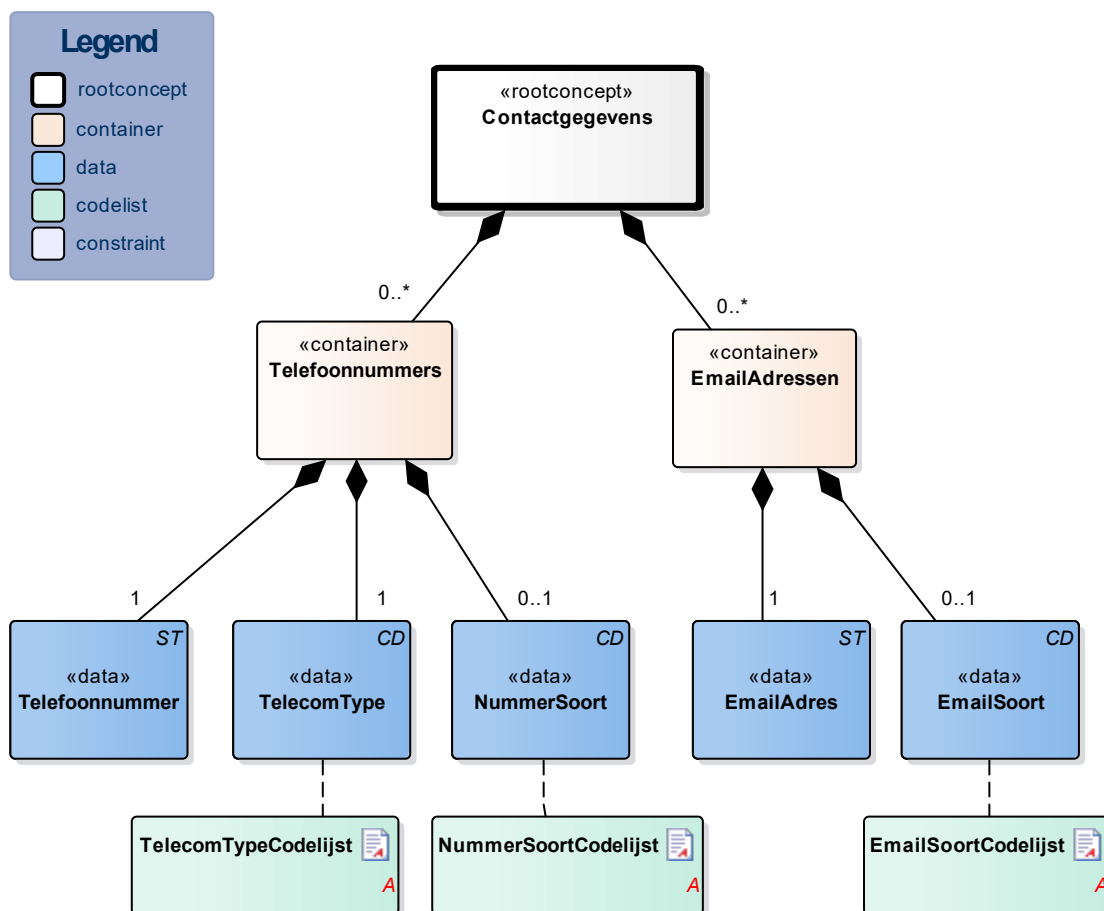 Legend
rootconcept
container
data
codelist
constraint
«rootconcept»
Contactgegevens
0..*
0..*
«container»
Telefoonnummers
«container»
EmailAdressen
1
1
0..1
1
0..1
ST
«data»
Telefoonnummer
CD
«data»
TelecomType
CD
«data»
NummerSoort
ST
«data»
EmailAdres
CD
«data»
EmailSoort
TelecomTypeCodelijst
A
NummerSoortCodelijst
A
EmailSoortCodelijst
A